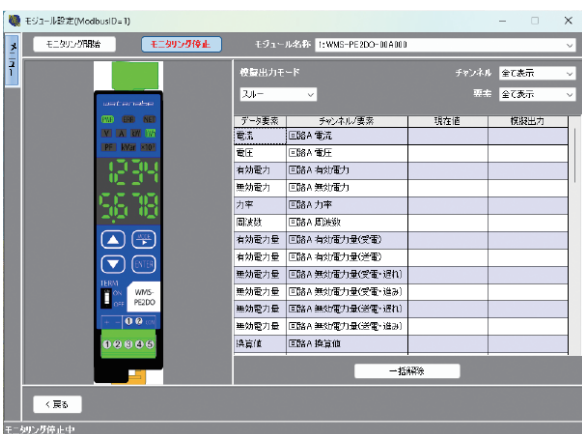 モジュール設定(ModbusID=1)
モニタリング開始
モニタリング停止
モジュール名称
1:WMS-PE2DO-00A000
メニュー
模擬出力モード
スルー
チャンネル
全て表示
要素
全て表示
データ要素 チャンネル/要素 現在値 模擬出力
電流 回路A 電流
電圧 回路A 電圧
有効電力 回路A 有効電力
無効電力 回路A 無効電力
力率 回路A 力率
周波数 回路A 周波数
有効電力量 回路A 有効電力量(受電)
有効電力量 回路A 有効電力量(送電)
無効電力量 回路A 無効電力量(受電・遅れ)
無効電力量 回路A 無効電力量(受電・進み)
無効電力量 回路A 無効電力量(送電・遅れ)
無効電力量 回路A 無効電力量(送電・進み)
換算値 回路A 換算値
1234
5678
ENTER
TERM
ON
OFF
WMS-
PE2DO
1 2 3 4 5
一括解除
< 戻る
モニタリング停止中